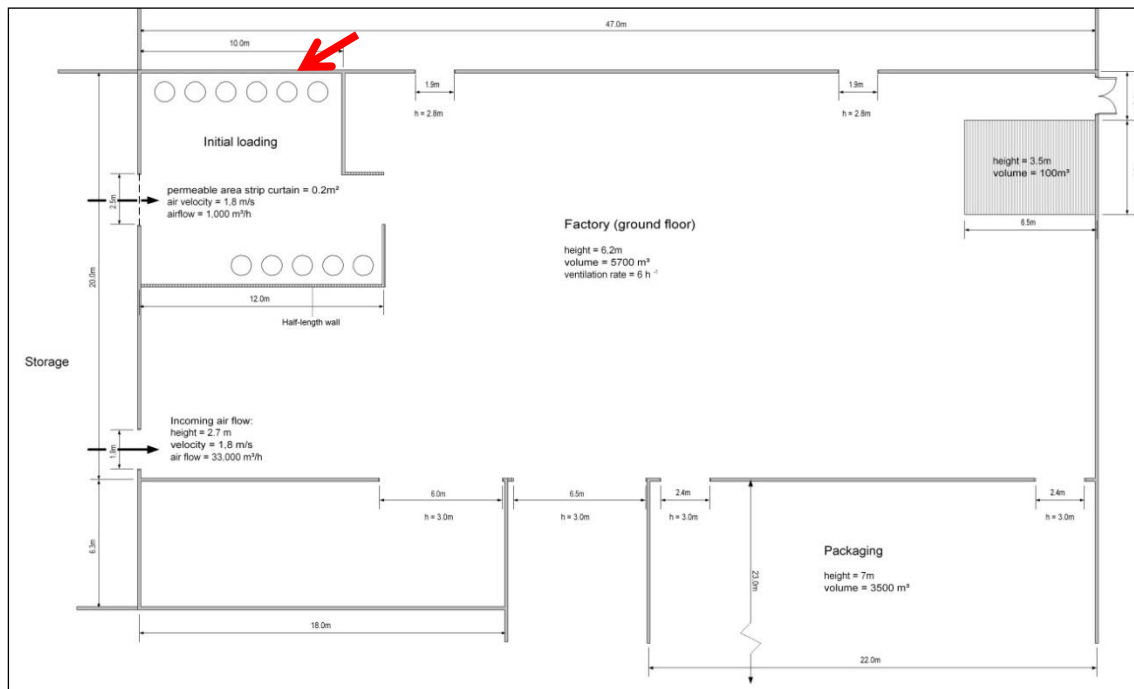 47.0m
10.0m
1.9m
h = 2.8m
1.9m
h = 2.8m
Initial loading
height = 3.5m
volume = 100m³
6.5m
permeable area strip curtain = 0.2m²
air velocity = 1,8 m/s
airflow = 1,000 m³/h
2.5m
Factory (ground floor)
height = 6,2m
volume = 5700 m³
ventilation rate = 6 h⁻¹
20.0m
12.0m
Half-length wall
Storage
Incoming air flow:
height = 2.7 m
velocity = 1,8 m/s
air flow = 33,000 m³/h
1.9m
6.0m
h = 3.0m
6.5m
h = 3.0m
2.4m
h = 3.0m
2.4m
h = 3.0m
6.3m
Packaging
height = 7m
volume = 3500 m³
23.0m
18.0m
22.0m